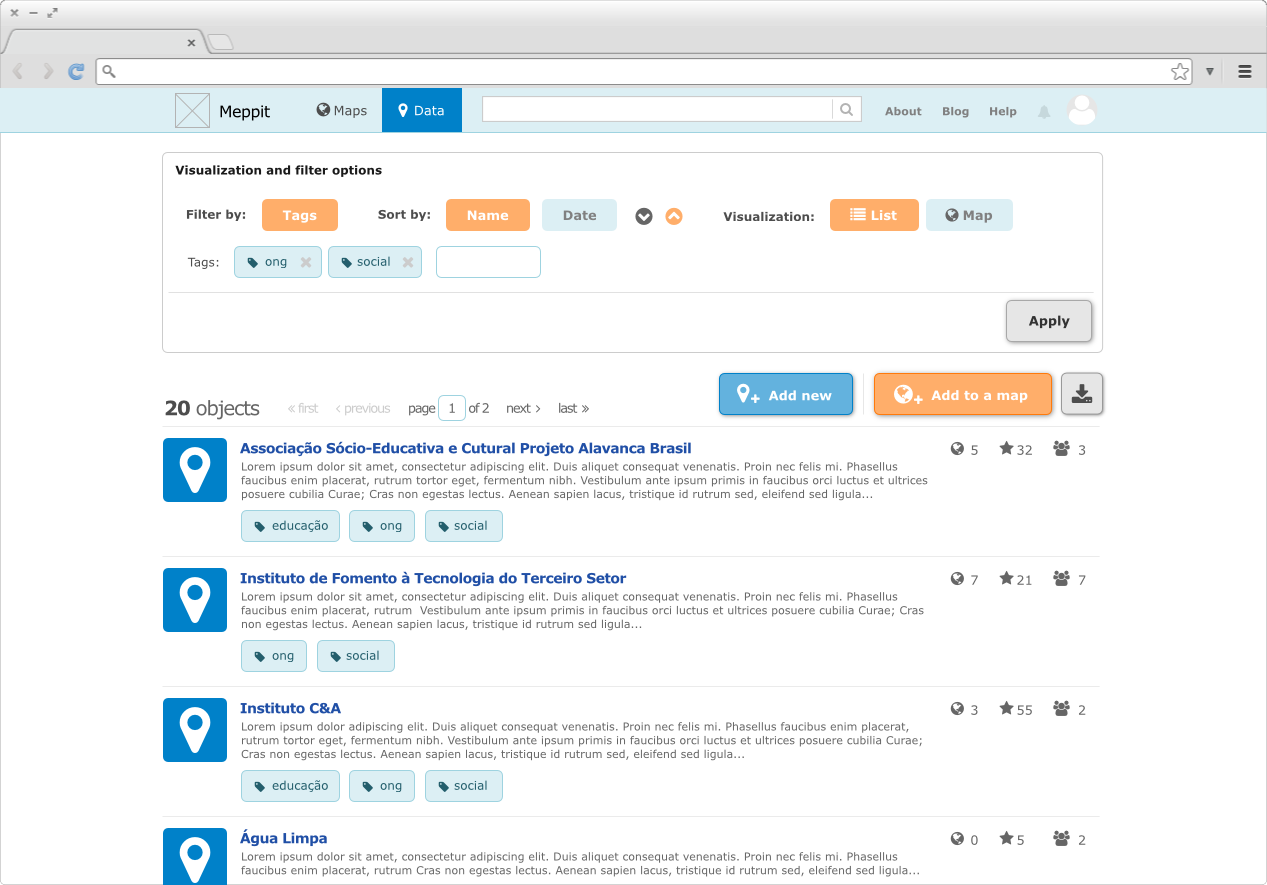 Meppit Maps Data About Blog Help
Visualization and filter options
Filter by: Tags Sort by: Name Date Visualization: List Map
Tags: ong social
Apply
20 objects « first ‹ previous page 1 of 2 next › last » Add new Add to a map
Associação Sócio-Educativa e Cutural Projeto Alavanca Brasil 5 32 3
Lorem ipsum dolor sit amet, consectetur adipiscing elit. Duis aliquet consequat venenatis. Proin nec felis mi. Phasellus
faucibus enim placerat, rutrum tortor eget, fermentum nibh. Vestibulum ante ipsum primis in faucibus orci luctus et ultrices
posuere cubilia Curae; Cras non egestas lectus. Aenean sapien lacus, tristique id rutrum sed, eleifend sed ligula...
educação ong social
Instituto de Fomento à Tecnologia do Terceiro Setor 7 21 7
Lorem ipsum dolor sit amet, consectetur adipiscing elit. Duis aliquet consequat venenatis. Proin nec felis mi. Phasellus
faucibus enim placerat, rutrum  Vestibulum ante ipsum primis in faucibus orci luctus et ultrices posuere cubilia Curae; Cras
non egestas lectus. Aenean sapien lacus, tristique id rutrum sed ligula...
ong social
Instituto C&A 3 55 2
Lorem ipsum dolor adipiscing elit. Duis aliquet consequat venenatis. Proin nec felis mi. Phasellus faucibus enim placerat,
rutrum tortor eget, fermentum nibh. Vestibulum ante ipsum primis in faucibus orci luctus et ultrices posuere cubilia Curae;
Cras non egestas lectus. Aenean sapien lacus, tristique id rutrum sed, eleifend sed ligula...
educação ong social
Água Limpa 0 5 2
Lorem ipsum dolor sit amet, consectetur adipiscing elit. Duis aliquet consequat venenatis. Proin nec felis mi. Phasellus
faucibus enim placerat, rutrum Cras non egestas lectus. Aenean sapien lacus, tristique id rutrum sed, eleifend sed ligula...